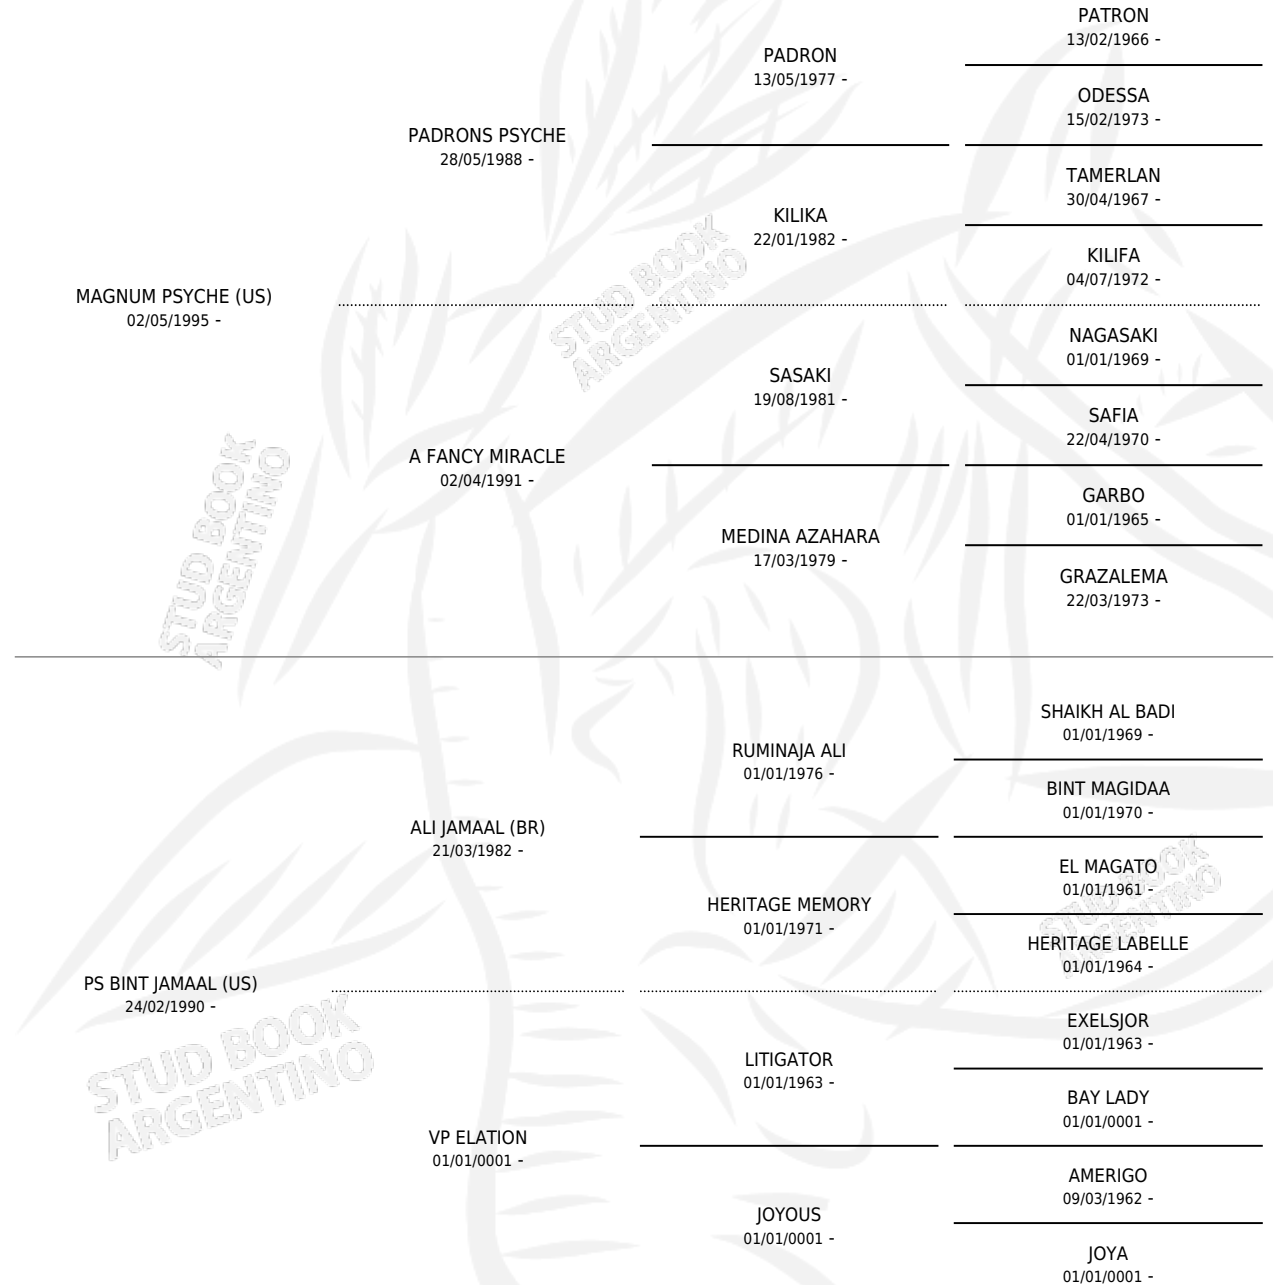 PATRON
13/02/1966 -
PADRON
13/05/1977 -
ODESSA
15/02/1973 -
PADRONS PSYCHE
28/05/1988 -
TAMERLAN
30/04/1967 -
KILIKA
22/01/1982 -
KILIFA
04/07/1972 -
MAGNUM PSYCHE (US)
02/05/1995 -
NAGASAKI
01/01/1969 -
SASAKI
19/08/1981 -
SAFIA
22/04/1970 -
A FANCY MIRACLE
02/04/1991 -
GARBO
01/01/1965 -
MEDINA AZAHARA
17/03/1979 -
GRAZALEMA
22/03/1973 -
SHAIKH AL BADI
01/01/1969 -
RUMINAJA ALI
01/01/1976 -
BINT MAGIDAA
01/01/1970 -
ALI JAMAAL (BR)
21/03/1982 -
EL MAGATO
01/01/1961 -
HERITAGE MEMORY
01/01/1971 -
HERITAGE LABELLE
01/01/1964 -
PS BINT JAMAAL (US)
24/02/1990 -
EXELSJOR
01/01/1963 -
LITIGATOR
01/01/1963 -
BAY LADY
01/01/0001 -
VP ELATION
01/01/0001 -
AMERIGO
09/03/1962 -
JOYOUS
01/01/0001 -
JOYA
01/01/0001 -
STUD BOOK
ARGENTINO
STUD BOOK
ARGENTINO
STUD BOOK
ARGENTINO
STUD BOOK
ARGENTINO